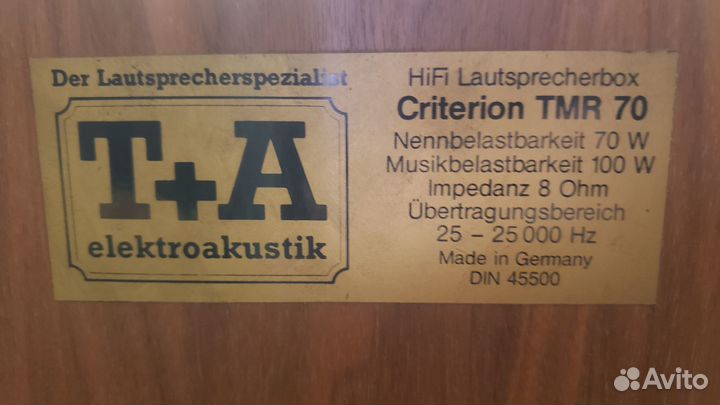 Der Lautsprecherspezialist
T+A
elektroakustik
HiFi Lautsprecherbox
Criterion TMR 70
Nennbelastbarkeit 70 W
Musikbelastbarkeit 100 W
Impedanz 8 Ohm
Übertragungsbereich
25 – 25 000 Hz
Made in Germany
DIN 45500
Avito